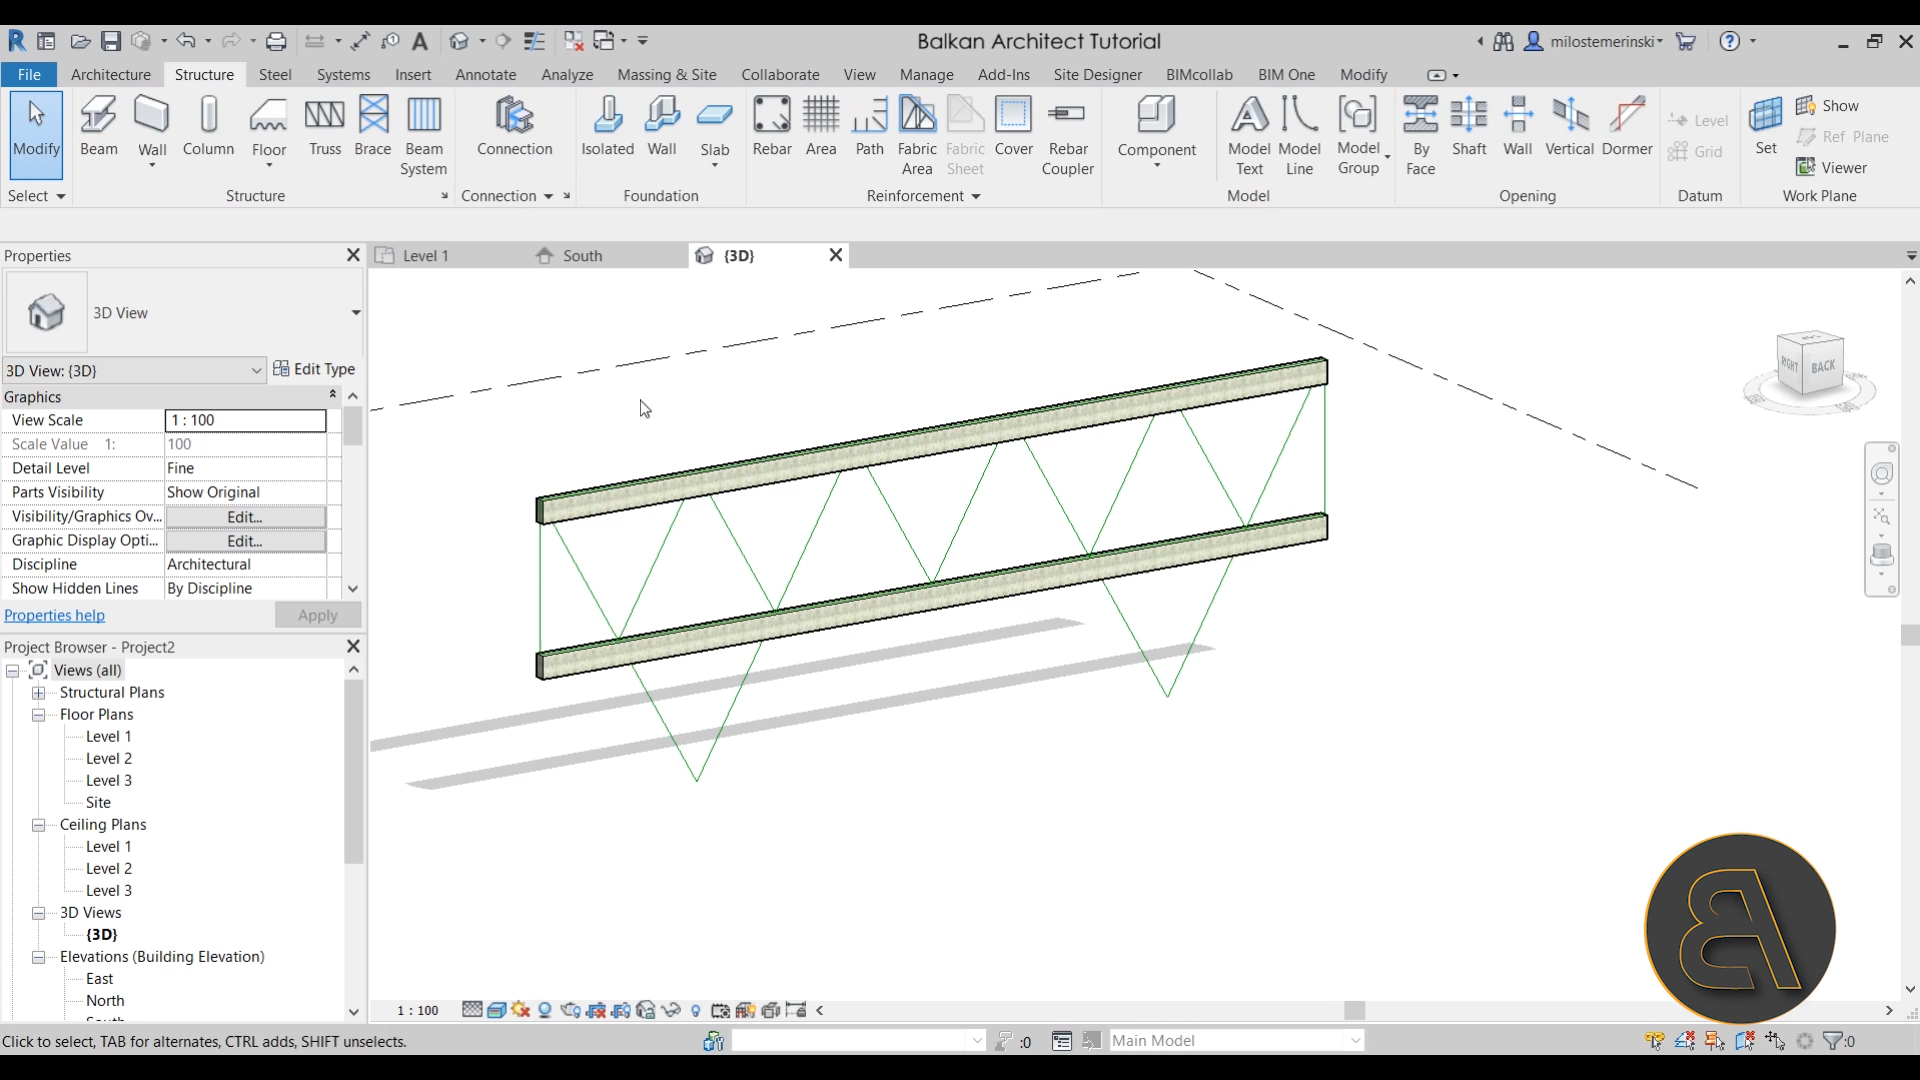 Balkan Architect Tutorial
milostemerinski
File Architecture Structure Steel Systems Insert Annotate Analyze Massing & Site Collaborate View Manage Add-Ins Site Designer BIMcollab BIM One Modify
Modify
Beam
Wall
Column
Floor
Truss
Brace
Beam
System
Connection
Isolated
Wall
Slab
Rebar
Area
Path
Fabric
Area
Fabric
Sheet
Cover
Rebar
Coupler
Component
Model
Text
Model
Line
Model
Group
By
Face
Shaft
Wall
Vertical
Dormer
Level
Grid
Set
Show
Ref Plane
Viewer
Select Structure Connection Foundation Reinforcement Model Opening Datum Work Plane
Properties
Level 1
South
{3D}
3D View
3D View: {3D}
Edit Type
Graphics
View Scale 1 : 100
Scale Value 1: 100
Detail Level Fine
Parts Visibility Show Original
Visibility/Graphics Ov... Edit...
Graphic Display Opti... Edit...
Discipline Architectural
Show Hidden Lines By Discipline
Properties help
Apply
Project Browser - Project2
Views (all)
Structural Plans
Floor Plans
Level 1
Level 2
Level 3
Site
Ceiling Plans
Level 1
Level 2
Level 3
3D Views
{3D}
Elevations (Building Elevation)
East
North
RIGHT
BACK
1 : 100
Click to select, TAB for alternates, CTRL adds, SHIFT unselects.
:0
Main Model
:0